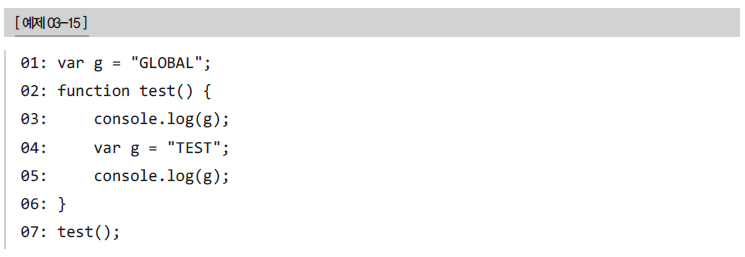 [ 예제 03-15 ]
01: var g = "GLOBAL";
02: function test() {
03:     console.log(g);
04:     var g = "TEST";
05:     console.log(g);
06: }
07: test();